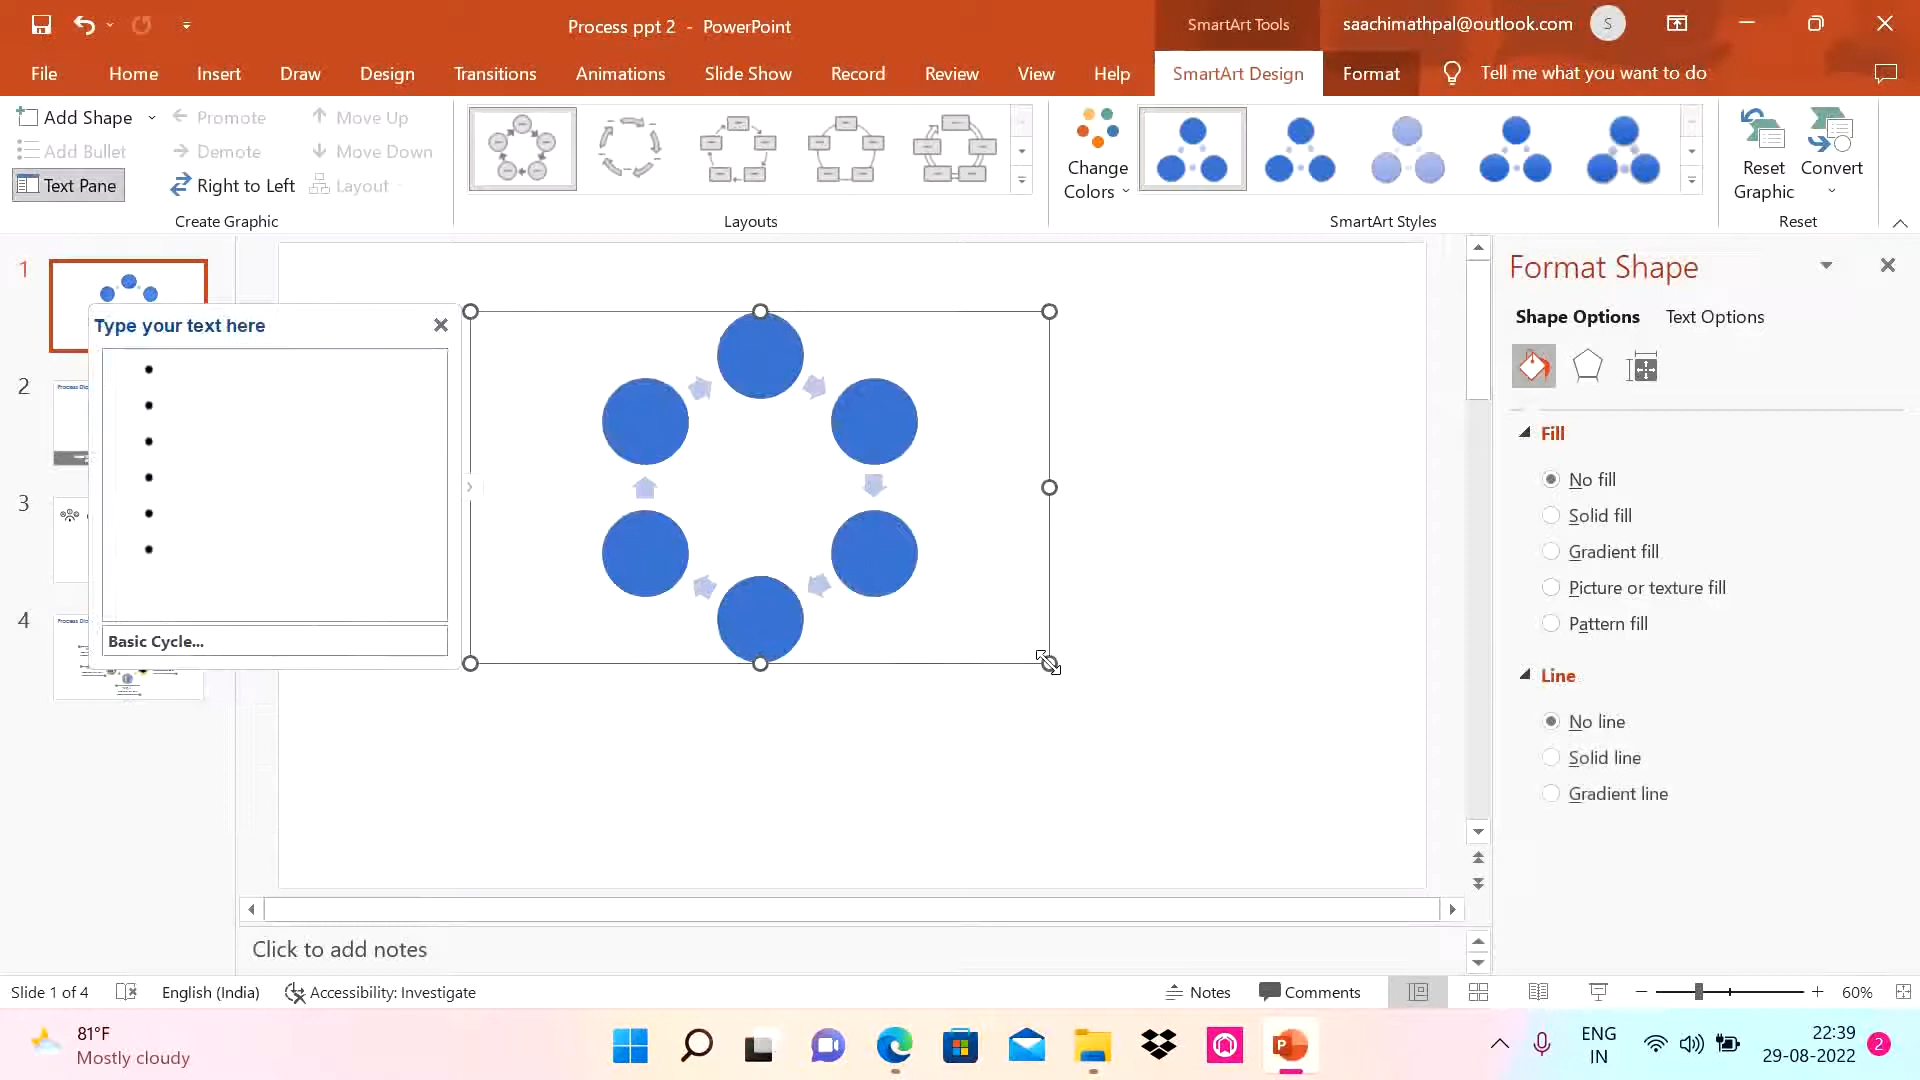 Process ppt 2 - PowerPoint
SmartArt Tools
saachimathpal@outlook.com
S
File
Home
Insert
Draw
Design
Transitions
Animations
Slide Show
Record
Review
View
Help
SmartArt Design
Format
Tell me what you want to do
Add Shape
Promote
Move Up
Add Bullet
Demote
Move Down
Text Pane
Right to Left
Layout
Create Graphic
Layouts
Change
Colors
SmartArt Styles
Reset
Graphic
Convert
Reset
1
2
3
4
Type your text here
Basic Cycle...
Format Shape
Shape Options
Text Options
Fill
No fill
Solid fill
Gradient fill
Picture or texture fill
Pattern fill
Line
No line
Solid line
Gradient line
Click to add notes
Slide 1 of 4
English (India)
Accessibility: Investigate
Notes
Comments
60%
81°F
Mostly cloudy
ENG
IN
22:39
29-08-2022
2